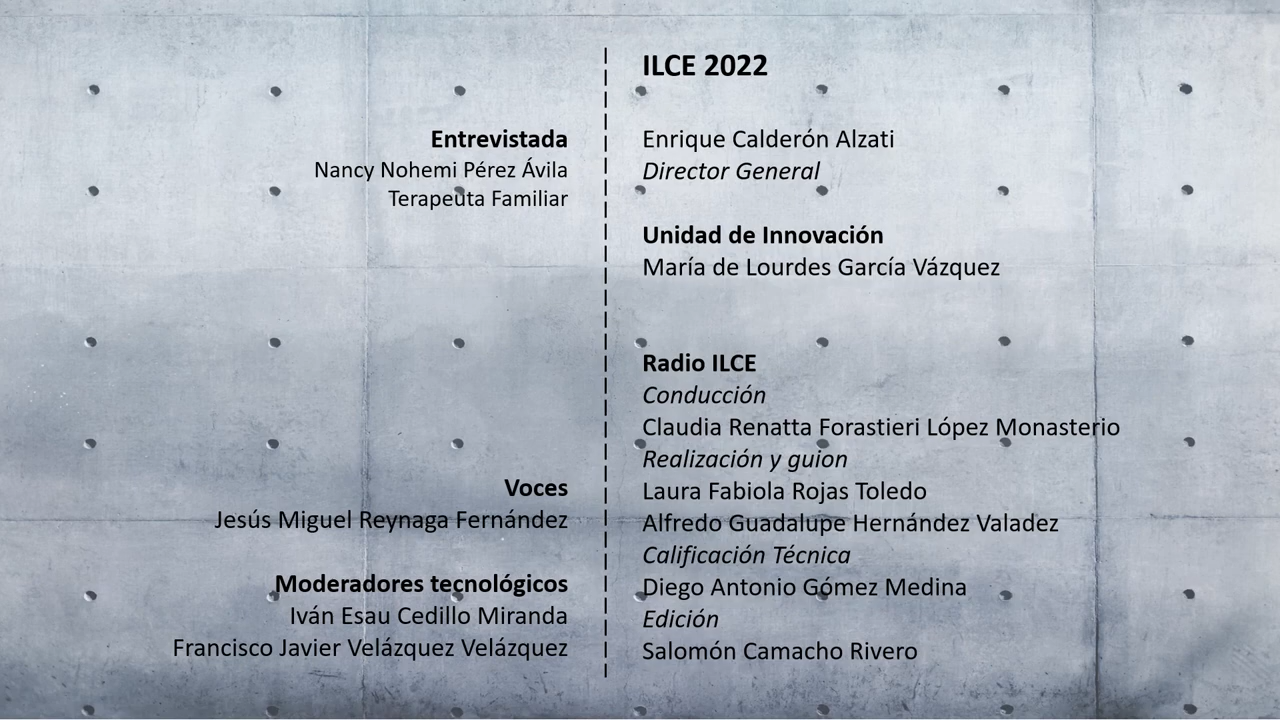 Entrevistada
Nancy Nohemi Pérez Ávila
Terapeuta Familiar
Voces
Jesús Miguel Reynaga Fernández
Moderadores tecnológicos
Iván Esau Cedillo Miranda
Francisco Javier Velázquez Velázquez
ILCE 2022
Enrique Calderón Alzati
Director General
Unidad de Innovación
María de Lourdes García Vázquez
Radio ILCE
Conducción
Claudia Renatta Forastieri López Monasterio
Realización y guion
Laura Fabiola Rojas Toledo
Alfredo Guadalupe Hernández Valadez
Calificación Técnica
Diego Antonio Gómez Medina
Edición
Salomón Camacho Rivero